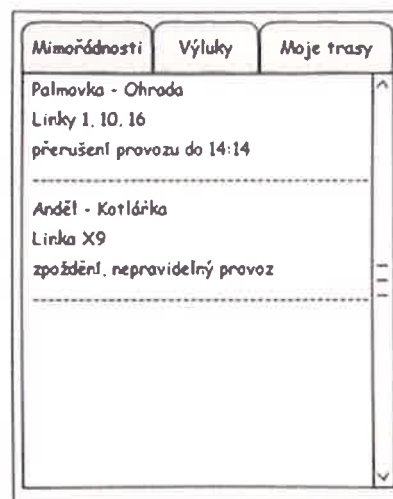 Mimořádnosti Výluky Moje trasy
Palmovka - Ohrada
Linky 1, 10, 16
přerušení provozu do 14:14
Anděl - Kotlářka
Linka X9
zpoždění, nepravidelný provoz